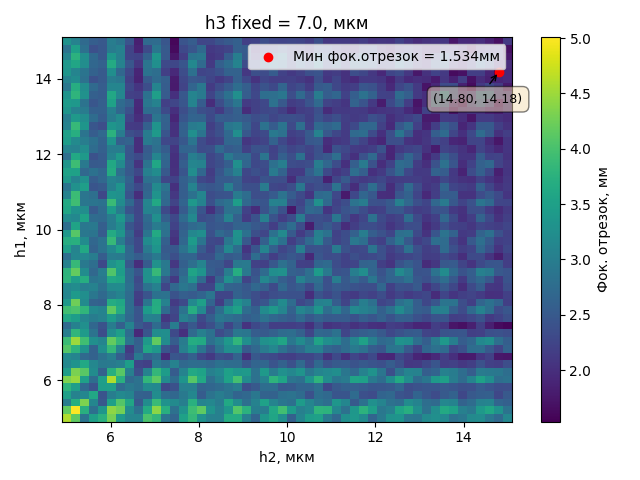 h3 fixed = 7.0, мкм
Мин фок.отрезок = 1.534мм
(14.80, 14.18)
h1, мкм
14
12
10
8
6
6 8 10 12 14
h2, мкм
5.0
4.5
4.0
3.5
3.0
2.5
2.0
Фок. отрезок, мм